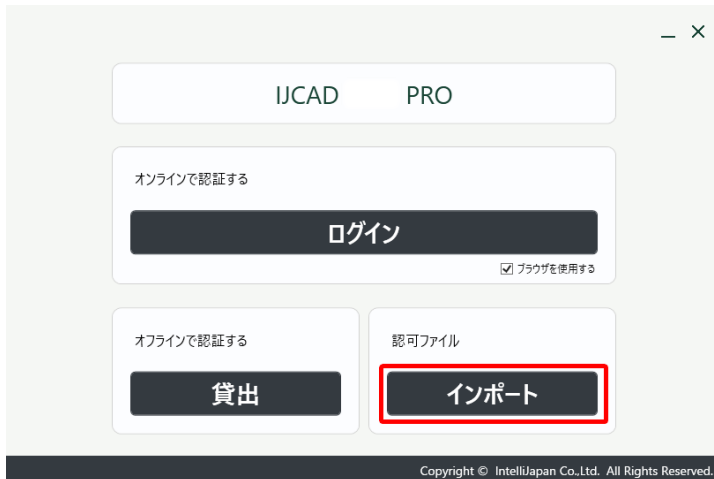 IJCAD PRO
オンラインで認証する
ログイン
ブラウザを使用する
オフラインで認証する
貸出
認可ファイル
インポート
Copyright © IntelliJapan Co.,Ltd. All Rights Reserved.